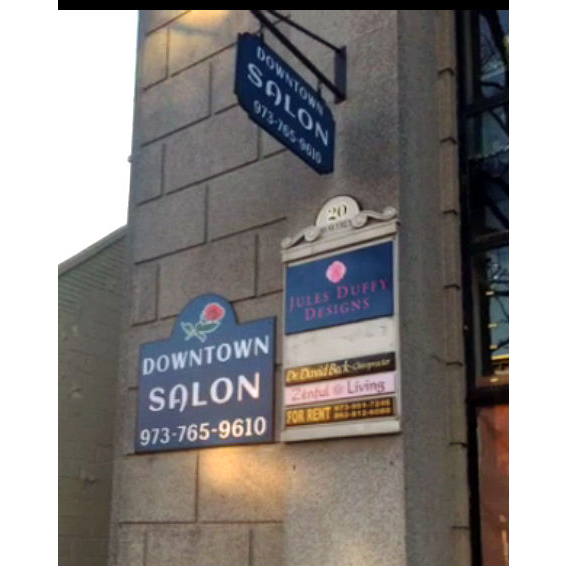 DOWNTOWN
SALON
973-765-9610
20
JULES DUFFY
DESIGNS
Dr. David Beck-Chiropractor
Zenful Living
FOR RENT
DOWNTOWN
SALON
973-765-9610